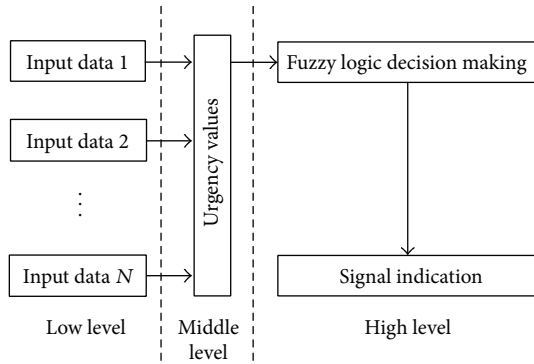 Input data 1
Input data 2
⋮
Input data N
Urgency values
Fuzzy logic decision making
Signal indication
Low level
Middle
level
High level